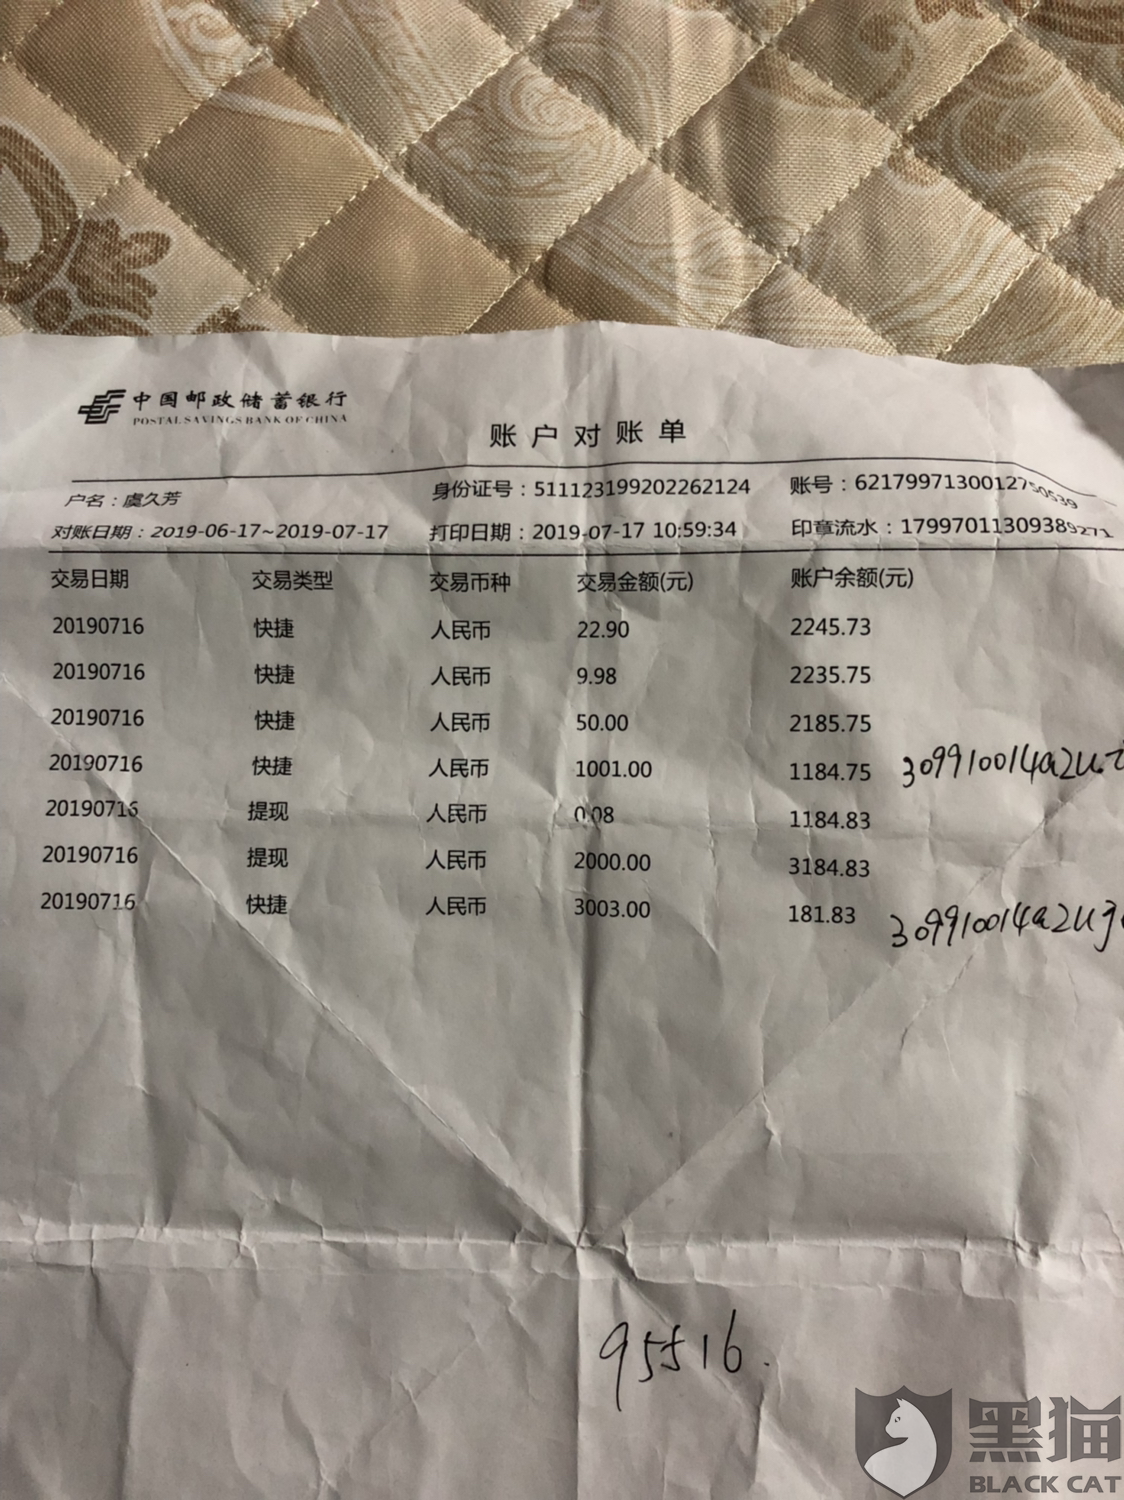 中国邮政储蓄银行
POSTAL SAVINGS BANK OF CHINA
账户对账单
户名：虞久芳 身份证号：511123199202262124 账号：6217997130012750539
对账日期：2019-06-17~2019-07-17 打印日期：2019-07-17 10:59:34 印章流水：17997011309389271
交易日期 交易类型 交易币种 交易金额(元) 账户余额(元)
20190716 快捷 人民币 22.90 2245.73
20190716 快捷 人民币 9.98 2235.75
20190716 快捷 人民币 50.00 2185.75
20190716 快捷 人民币 1001.00 1184.75 309910014a2u
20190716 提现 人民币 0.08 1184.83
20190716 提现 人民币 2000.00 3184.83
20190716 快捷 人民币 3003.00 181.83 309910014a2u
95516.
黑猫
BLACK CAT